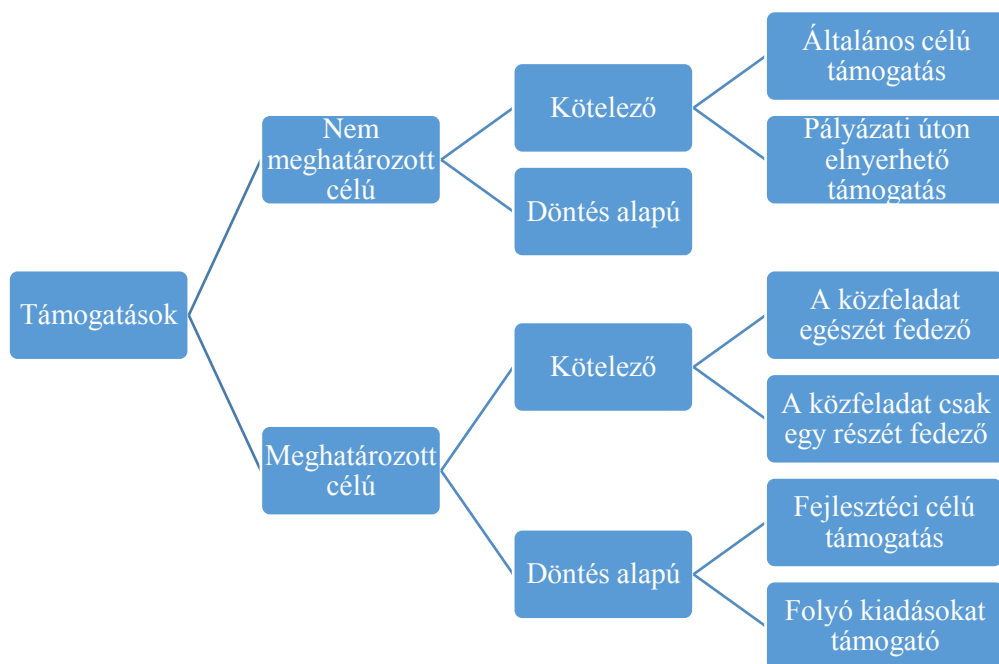 Támogatások
Nem
meghatározott
célú
Kötelező
Általános célú
támogatás
Pályázati úton
elnyerhető
támogatás
Döntés alapú
Meghatározott
célú
Kötelező
A közfeladat
egészét fedező
A közfeladat csak
egy részét fedező
Döntés alapú
Fejlesztéci célú
támogatás
Folyó kiadásokat
támogató